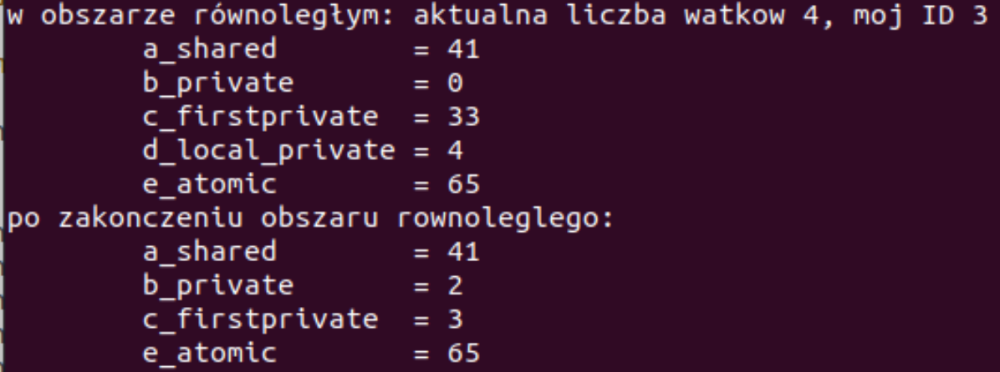 w obszarze równoległym: aktualna liczba watkow 4, moj ID 3
a_shared = 41
b_private = 0
c_firstprivate = 33
d_local_private = 4
e_atomic = 65
po zakonczeniu obszaru rownoleglego:
a_shared = 41
b_private = 2
c_firstprivate = 3
e_atomic = 65